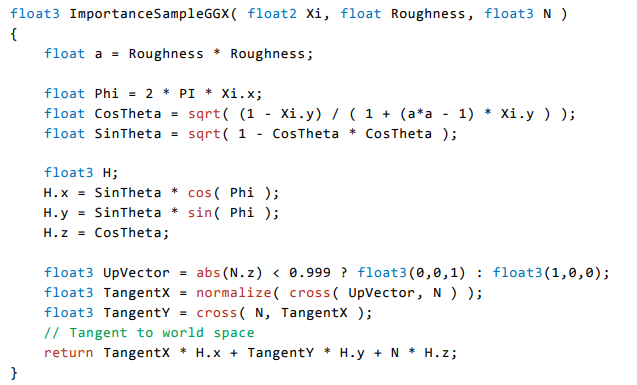 float3 ImportanceSampleGGX( float2 Xi, float Roughness, float3 N )
{
    float a = Roughness * Roughness;

    float Phi = 2 * PI * Xi.x;
    float CosTheta = sqrt( (1 - Xi.y) / ( 1 + (a*a - 1) * Xi.y ) );
    float SinTheta = sqrt( 1 - CosTheta * CosTheta );

    float3 H;
    H.x = SinTheta * cos( Phi );
    H.y = SinTheta * sin( Phi );
    H.z = CosTheta;

    float3 UpVector = abs(N.z) < 0.999 ? float3(0,0,1) : float3(1,0,0);
    float3 TangentX = normalize( cross( UpVector, N ) );
    float3 TangentY = cross( N, TangentX );
    // Tangent to world space
    return TangentX * H.x + TangentY * H.y + N * H.z;
}